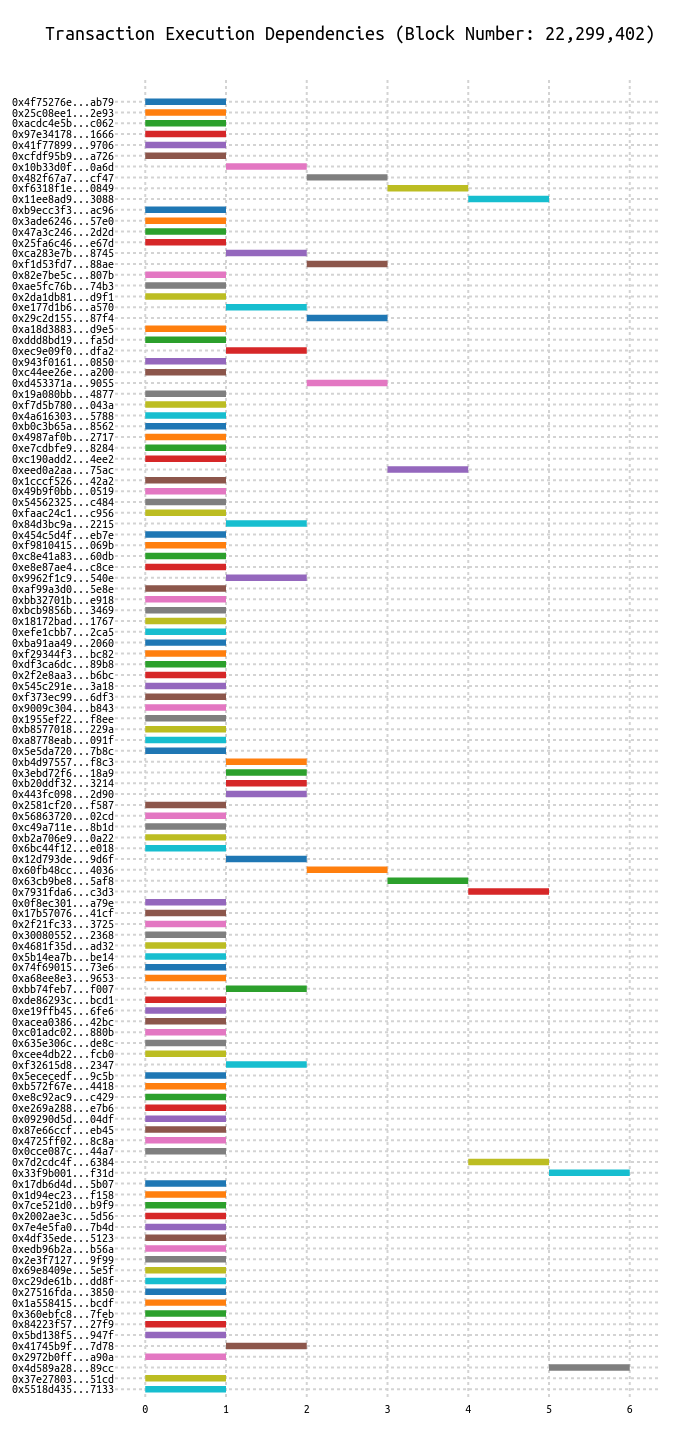 Transaction Execution Dependencies (Block Number: 22,299,402)
0x4f75276e...ab79
0x25c08ee1...2e93
0xacdc4e5b...c062
0x97e34178...1666
0x41f77899...9706
0xcfdf95b9...a726
0x10b33d0f...0a6d
0x482f67a7...cf47
0xf6318f1e...0849
0x11ee8ad9...3088
0xb9ecc3f3...ac96
0x3ade6246...57e0
0x47a3c246...2d2d
0x25fa6c46...e67d
0xca283e7b...8745
0xf1d53fd7...88ae
0x82e7be5c...807b
0xae5fc76b...74b3
0x2da1db81...d9f1
0xe177d1b6...a570
0x29c2d155...87f4
0xa18d3883...d9e5
0xddd8bd19...fa5d
0xec9e09f0...dfa2
0x943f0161...0850
0xc44ee26e...a200
0xd453371a...9055
0x19a080bb...4877
0xf7d5b780...043a
0x4a616303...5788
0xb0c3b65a...8562
0x4987af0b...2717
0xe7cdbfe9...8284
0xc190add2...4ee2
0xeed0a2aa...75ac
0x1cccf526...42a2
0x49b9f0bb...0519
0x54562325...c484
0xfaac24c1...c956
0x84d3bc9a...2215
0x454c5d4f...eb7e
0xf9810415...069b
0xc8e41a83...60db
0xe8e87ae4...c8ce
0x9962f1c9...540e
0xaf99a3d0...5e8e
0xbb32701b...e918
0xbcb9856b...3469
0x18172bad...1767
0xefe1cbb7...2ca5
0xba91aa49...2060
0xf29344f3...bc82
0xdf3ca6dc...89b8
0x2f2e8aa3...b6bc
0x545c291e...3a18
0xf373ec99...6df3
0x9009c304...b843
0x1955ef22...f8ee
0xb8577018...229a
0xa8778eab...091f
0x5e5da720...7b8c
0xb4d97557...f8c3
0x3ebd72f6...18a9
0xb20ddf32...3214
0x443fc098...2d90
0x2581cf20...f587
0x56863720...02cd
0xc49a711e...8b1d
0xb2a706e9...0a22
0x6bc44f12...e018
0x12d793de...9d6f
0x60fb48cc...4036
0x63cb9be8...5af8
0x7931fda6...c3d3
0x0f8ec301...a79e
0x17b57076...41cf
0x2f21fc33...3725
0x30080552...2368
0x4681f35d...ad32
0x5b14ea7b...be14
0x74f69015...73e6
0xa68ee8e3...9653
0xbb74feb7...f007
0xde86293c...bcd1
0xe19ffb45...6fe6
0xacea0386...42bc
0xc01adc02...880b
0x635e306c...de8c
0xcee4db22...fcb0
0xf32615d8...2347
0x5ececedf...9c5b
0xb572f67e...4418
0xe8c92ac9...c429
0xe269a288...e7b6
0x09290d5d...04df
0x87e66ccf...eb45
0x4725ff02...8c8a
0x0cce087c...44a7
0x7d2cdc4f...6384
0x33f9b001...f31d
0x17db6d4d...5b07
0x1d94ec23...f158
0x7ce521d0...b9f9
0x2002ae3c...5d56
0x7e4e5fa0...7b4d
0x4df35ede...5123
0xedb96b2a...b56a
0x2e3f7127...9f99
0x69e8409e...5e5f
0xc29de61b...dd8f
0x27516fda...3850
0x1a558415...bcdf
0x360ebfc8...7feb
0x84223f57...27f9
0x5bd138f5...947f
0x41745b9f...7d78
0x2972b0ff...a90a
0x4d589a28...89cc
0x37e27803...51cd
0x5518d435...7133
0 1 2 3 4 5 6